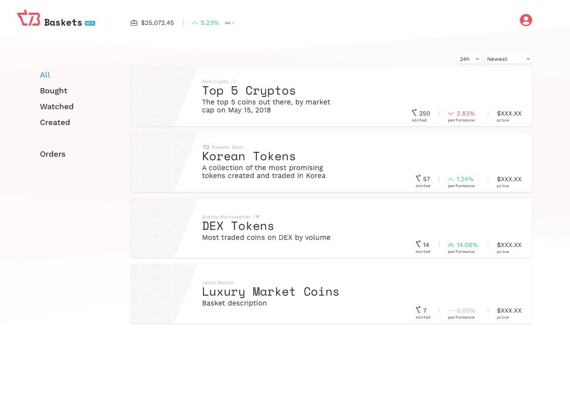 Baskets BETA
$25,072.45
5.23%
24H
24h
Newest
All
Bought
Watched
Created
Orders
Alex Crypto
Top 5 Cryptos
The top 5 coins out there, by market
cap on May 15, 2018
250 2.83% $XXX.XX
minted performance price
Baskets Team
Korean Tokens
A collection of the most promising
tokens created and traded in Korea
57 1.24% $XXX.XX
minted performance price
Sydney Merriweather
DEX Tokens
Most traded coins on DEX by volume
14 14.06% $XXX.XX
minted performance price
Jamie Market
Luxury Market Coins
Basket description
7 0.00% $XXX.XX
minted performance price